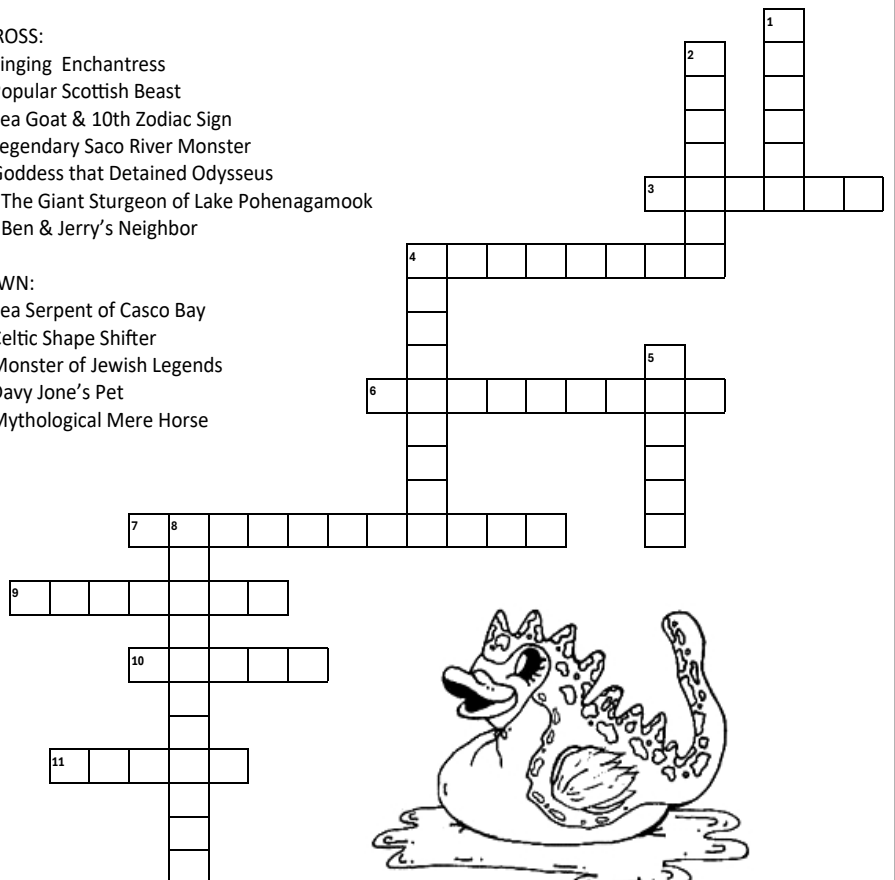 ROSS:
inging Enchantress
opular Scottish Beast
ea Goat & 10th Zodiac Sign
egendary Saco River Monster
Goddess that Detained Odysseus
The Giant Sturgeon of Lake Pohenagamook
Ben & Jerry's Neighbor
WN:
ea Serpent of Casco Bay
Celtic Shape Shifter
Monster of Jewish Legends
Davy Jone's Pet
Mythological Mere Horse
1
2
3
4
5
6
7 8
9
10
11